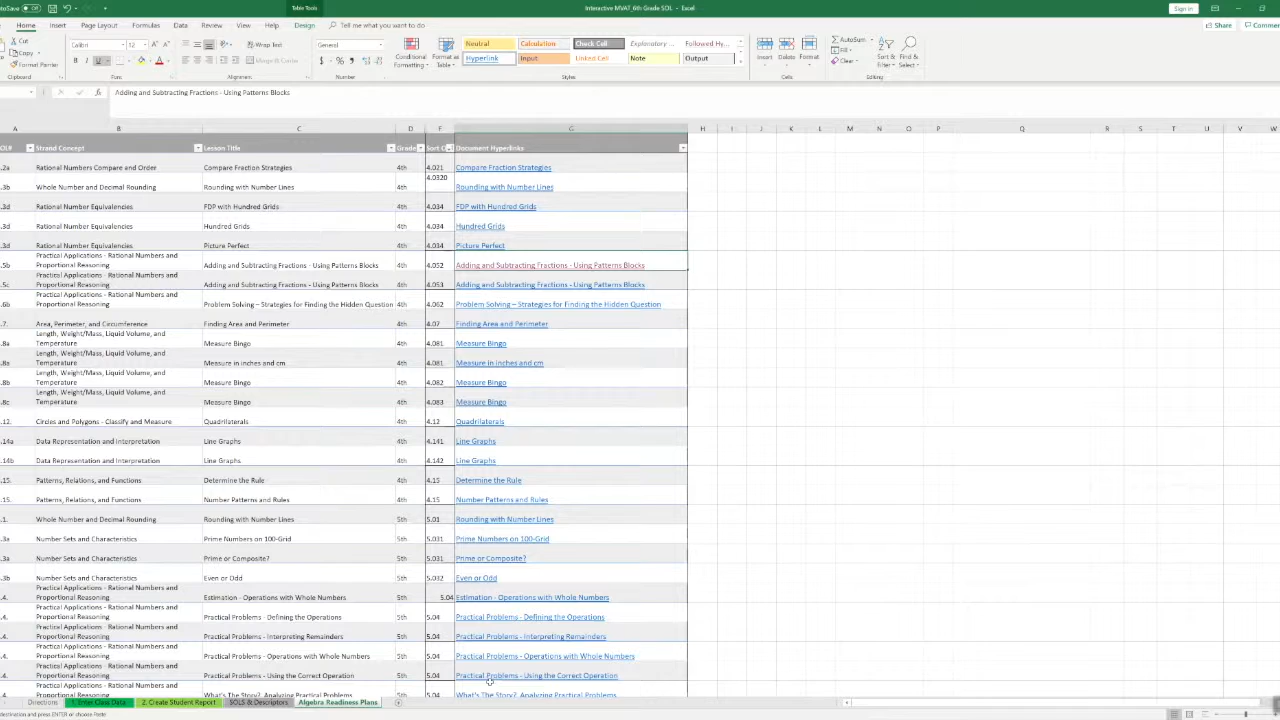 AutoSave Off
Table Tools
Interactive MVAT_6th Grade SOL - Excel
Sign in
Home Insert Page Layout Formulas Data Review View Help Design Tell me what you want to do
Share Comments
Cut
Copy
Format Painter
Clipboard
Calibri 12
B I U
Font
Wrap Text
Merge & Center
Alignment
General
Number
Conditional Formatting
Format as Table
Neutral Calculation Check Cell Explanatory ... Followed Hy...
Hyperlink Input Linked Cell Note Output
Styles
Insert Delete Format
Cells
AutoSum
Clear
Sort & Filter
Find & Select
Editing
Adding and Subtracting Fractions - Using Patterns Blocks
A B C D F G H I J K L M N O P Q R S T U V W
OL# Strand Concept Lesson Title Grade Sort O Document Hyperlinks
.2a Rational Numbers Compare and Order Compare Fraction Strategies 4th 4.021 Compare Fraction Strategies
.3b Whole Number and Decimal Rounding Rounding with Number Lines 4th 4.0320 Rounding with Number Lines
.3d Rational Number Equivalencies FDP with Hundred Grids 4th 4.034 FDP with Hundred Grids
.3d Rational Number Equivalencies Hundred Grids 4th 4.034 Hundred Grids
.3d Rational Number Equivalencies Picture Perfect 4th 4.034 Picture Perfect
.5b Practical Applications - Rational Numbers and Proportional Reasoning Adding and Subtracting Fractions - Using Patterns Blocks 4th 4.052 Adding and Subtracting Fractions - Using Patterns Blocks
.5c Practical Applications - Rational Numbers and Proportional Reasoning Adding and Subtracting Fractions - Using Patterns Blocks 4th 4.053 Adding and Subtracting Fractions - Using Patterns Blocks
.6b Practical Applications - Rational Numbers and Proportional Reasoning Problem Solving – Strategies for Finding the Hidden Question 4th 4.062 Problem Solving – Strategies for Finding the Hidden Question
.7. Area, Perimeter, and Circumference Finding Area and Perimeter 4th 4.07 Finding Area and Perimeter
.8a Length, Weight/Mass, Liquid Volume, and Temperature Measure Bingo 4th 4.081 Measure Bingo
.8a Length, Weight/Mass, Liquid Volume, and Temperature Measure in inches and cm 4th 4.081 Measure in inches and cm
.8b Length, Weight/Mass, Liquid Volume, and Temperature Measure Bingo 4th 4.082 Measure Bingo
.8c Length, Weight/Mass, Liquid Volume, and Temperature Measure Bingo 4th 4.083 Measure Bingo
.12. Circles and Polygons - Classify and Measure Quadrilaterals 4th 4.12 Quadrilaterals
.14a Data Representation and Interpretation Line Graphs 4th 4.141 Line Graphs
.14b Data Representation and Interpretation Line Graphs 4th 4.142 Line Graphs
.15. Patterns, Relations, and Functions Determine the Rule 4th 4.15 Determine the Rule
.15. Patterns, Relations, and Functions Number Patterns and Rules 4th 4.15 Number Patterns and Rules
.1. Whole Number and Decimal Rounding Rounding with Number Lines 5th 5.01 Rounding with Number Lines
.3a Number Sets and Characteristics Prime Numbers on 100-Grid 5th 5.031 Prime Numbers on 100-Grid
.3a Number Sets and Characteristics Prime or Composite? 5th 5.031 Prime or Composite?
.3b Number Sets and Characteristics Even or Odd 5th 5.032 Even or Odd
.4. Practical Applications - Rational Numbers and Proportional Reasoning Estimation - Operations with Whole Numbers 5th 5.04 Estimation - Operations with Whole Numbers
.4. Practical Applications - Rational Numbers and Proportional Reasoning Practical Problems - Defining the Operations 5th 5.04 Practical Problems - Defining the Operations
.4. Practical Applications - Rational Numbers and Proportional Reasoning Practical Problems - Interpreting Remainders 5th 5.04 Practical Problems - Interpreting Remainders
.4. Practical Applications - Rational Numbers and Proportional Reasoning Practical Problems - Operations with Whole Numbers 5th 5.04 Practical Problems - Operations with Whole Numbers
.4. Practical Applications - Rational Numbers and Proportional Reasoning Practical Problems - Using the Correct Operation 5th 5.04 Practical Problems - Using the Correct Operation
.4. Practical Applications - Rational Numbers and What's The Story? Analyzing Practical Problems 5th 5.04 What's The Story? Analyzing Practical Problems
Directions 1. Enter Class Data 2. Create Student Report SOLS & Descriptors Algebra Readiness Plans
destination and press ENTER or choose Paste